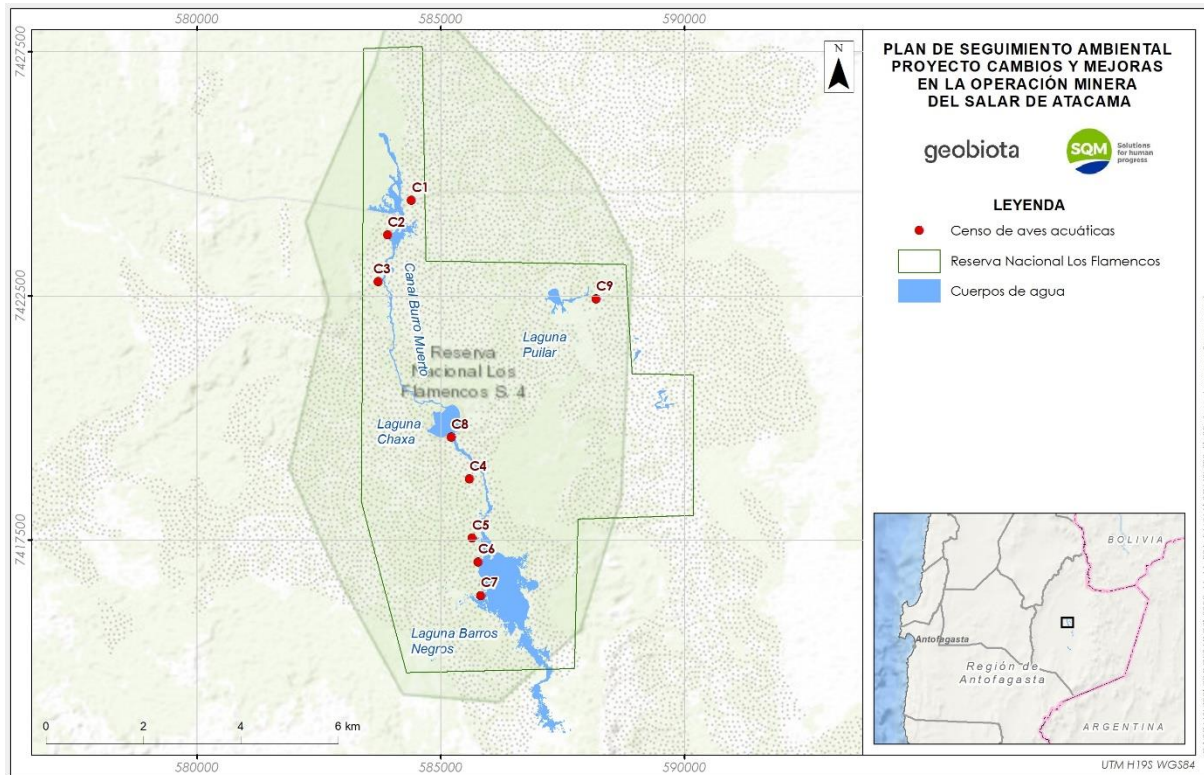 580000
585000
590000
7427500
7422500
7417500
N
C1
C2
C3
Canal Burro Muerto
C9
Laguna
Puilar
Reserva
Nacional Los
Flamencos S. 4
Laguna
Chaxa
C8
C4
C5
C6
C7
Laguna Barros
Negros
0 2 4 6 km
580000
585000
590000
PLAN DE SEGUIMIENTO AMBIENTAL
PROYECTO CAMBIOS Y MEJORAS
EN LA OPERACIÓN MINERA
DEL SALAR DE ATACAMA
geobiota
SQM
Solutions
for human
progress
LEYENDA
Censo de aves acuáticas
Reserva Nacional Los Flamencos
Cuerpos de agua
BOLIVIA
Antofagasta
Región de
Antofagasta
ARGENTINA
UTM H19S WGS84